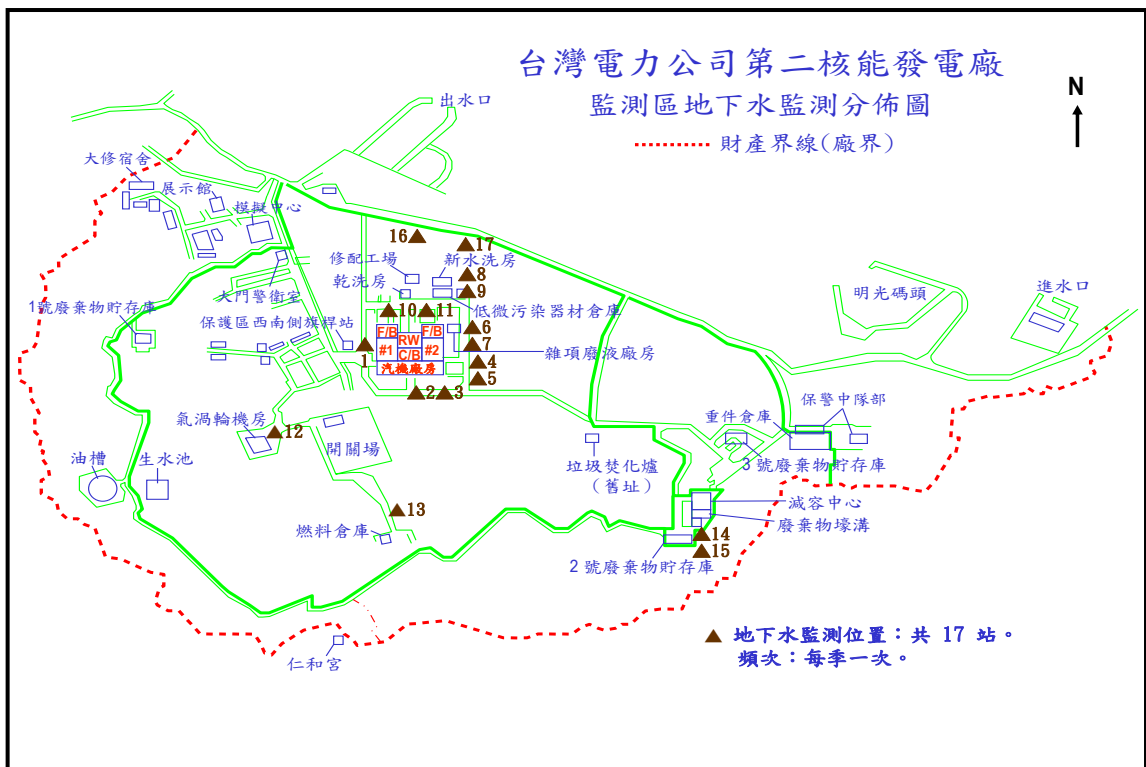 台灣電力公司第二核能發電廠
監測區地下水監測分佈圖
財產界線(廠界)
N
出水口
大修宿舍
展示館
模擬中心
16
17
修配工場
新水洗房
8
乾洗房
9
大門警衛室
明光碼頭
進水口
1號廢棄物貯存庫
10
11
低微污染器材倉庫
保護區西南側旗桿站
F/B
F/B
6
RW
#1
#2
7
雜項廢液廠房
1
C/B
4
汽機廠房
5
2
3
氣渦輪機房
12
重件倉庫
保警中隊部
開關場
油槽
生水池
垃圾焚化爐
(舊址)
3號廢棄物貯存庫
減容中心
13
廢棄物壕溝
燃料倉庫
14
15
2號廢棄物貯存庫
仁和宮
地下水監測位置：共 17 站。
頻次：每季一次。